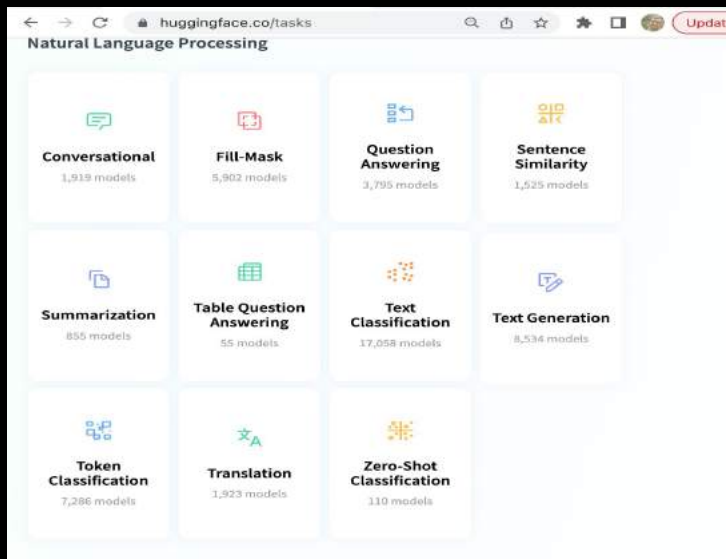 huggingface.co/tasks
Updat
Natural Language Processing
Conversational
1,919 models
Fill-Mask
5,902 models
Question
Answering
3,795 models
Sentence
Similarity
1,525 models
Summarization
855 models
Table Question
Answering
55 models
Text
Classification
17,058 models
Text Generation
8,534 models
Token
Classification
7,286 models
Translation
1,923 models
Zero-Shot
Classification
110 models